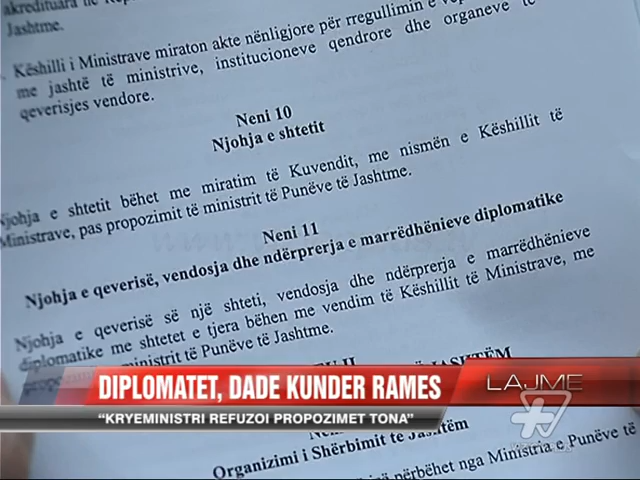 akredituara në
Jashtme.
Këshilli i Ministrave miraton akte nënligjore për rregullimin e
me jashtë të ministrive, institucioneve qendrore dhe organeve të
qeverisjes vendore.
Neni 10
Njohja e shtetit
Njohja e shtetit bëhet me miratim të Kuvendit, me nismën e Këshillit të
Ministrave, pas propozimit të ministrit të Punëve të Jashtme.
Neni 11
Njohja e qeverisë, vendosja dhe ndërprerja e marrëdhënieve diplomatike
Njohja e qeverisë së një shteti, vendosja dhe ndërprerja e marrëdhënieve
diplomatike me shtetet e tjera bëhen me vendim të Këshillit të Ministrave, me
ministrit të Punëve të Jashtme.
DIPLOMATET, DADE KUNDER RAMES
LAJME
“KRYEMINISTRI REFUZOI PROPOZIMET TONA”
Organizimi i Shërbimit të Jashtëm
përbëhet nga Ministria e Punëve të